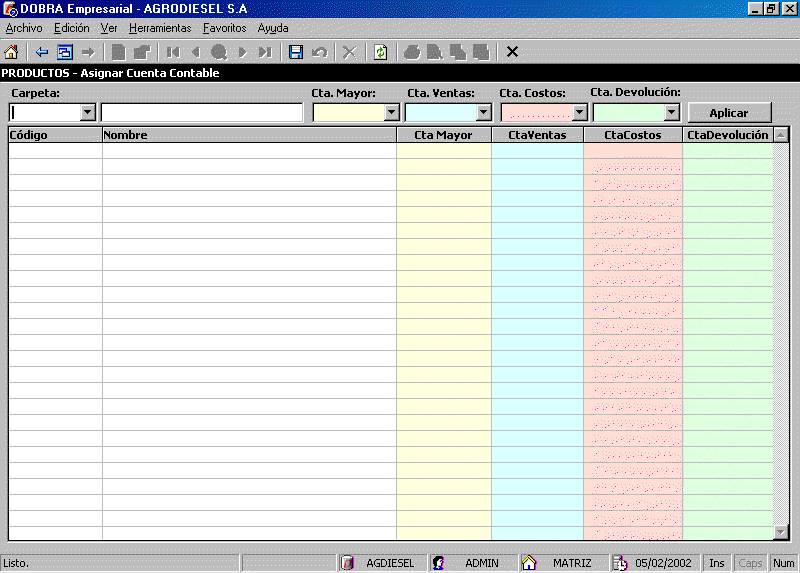 DOBRA Empresarial - AGRODIESEL S.A
Archivo Edición Ver Herramientas Favoritos Ayuda
PRODUCTOS - Asignar Cuenta Contable
Carpeta: Cta. Mayor: Cta. Ventas: Cta. Costos: Cta. Devolución:
Aplicar
Código Nombre Cta Mayor CtaVentas CtaCostos CtaDevolución
Listo. AGDIESEL ADMIN MATRIZ 05/02/2002 Ins Caps Num